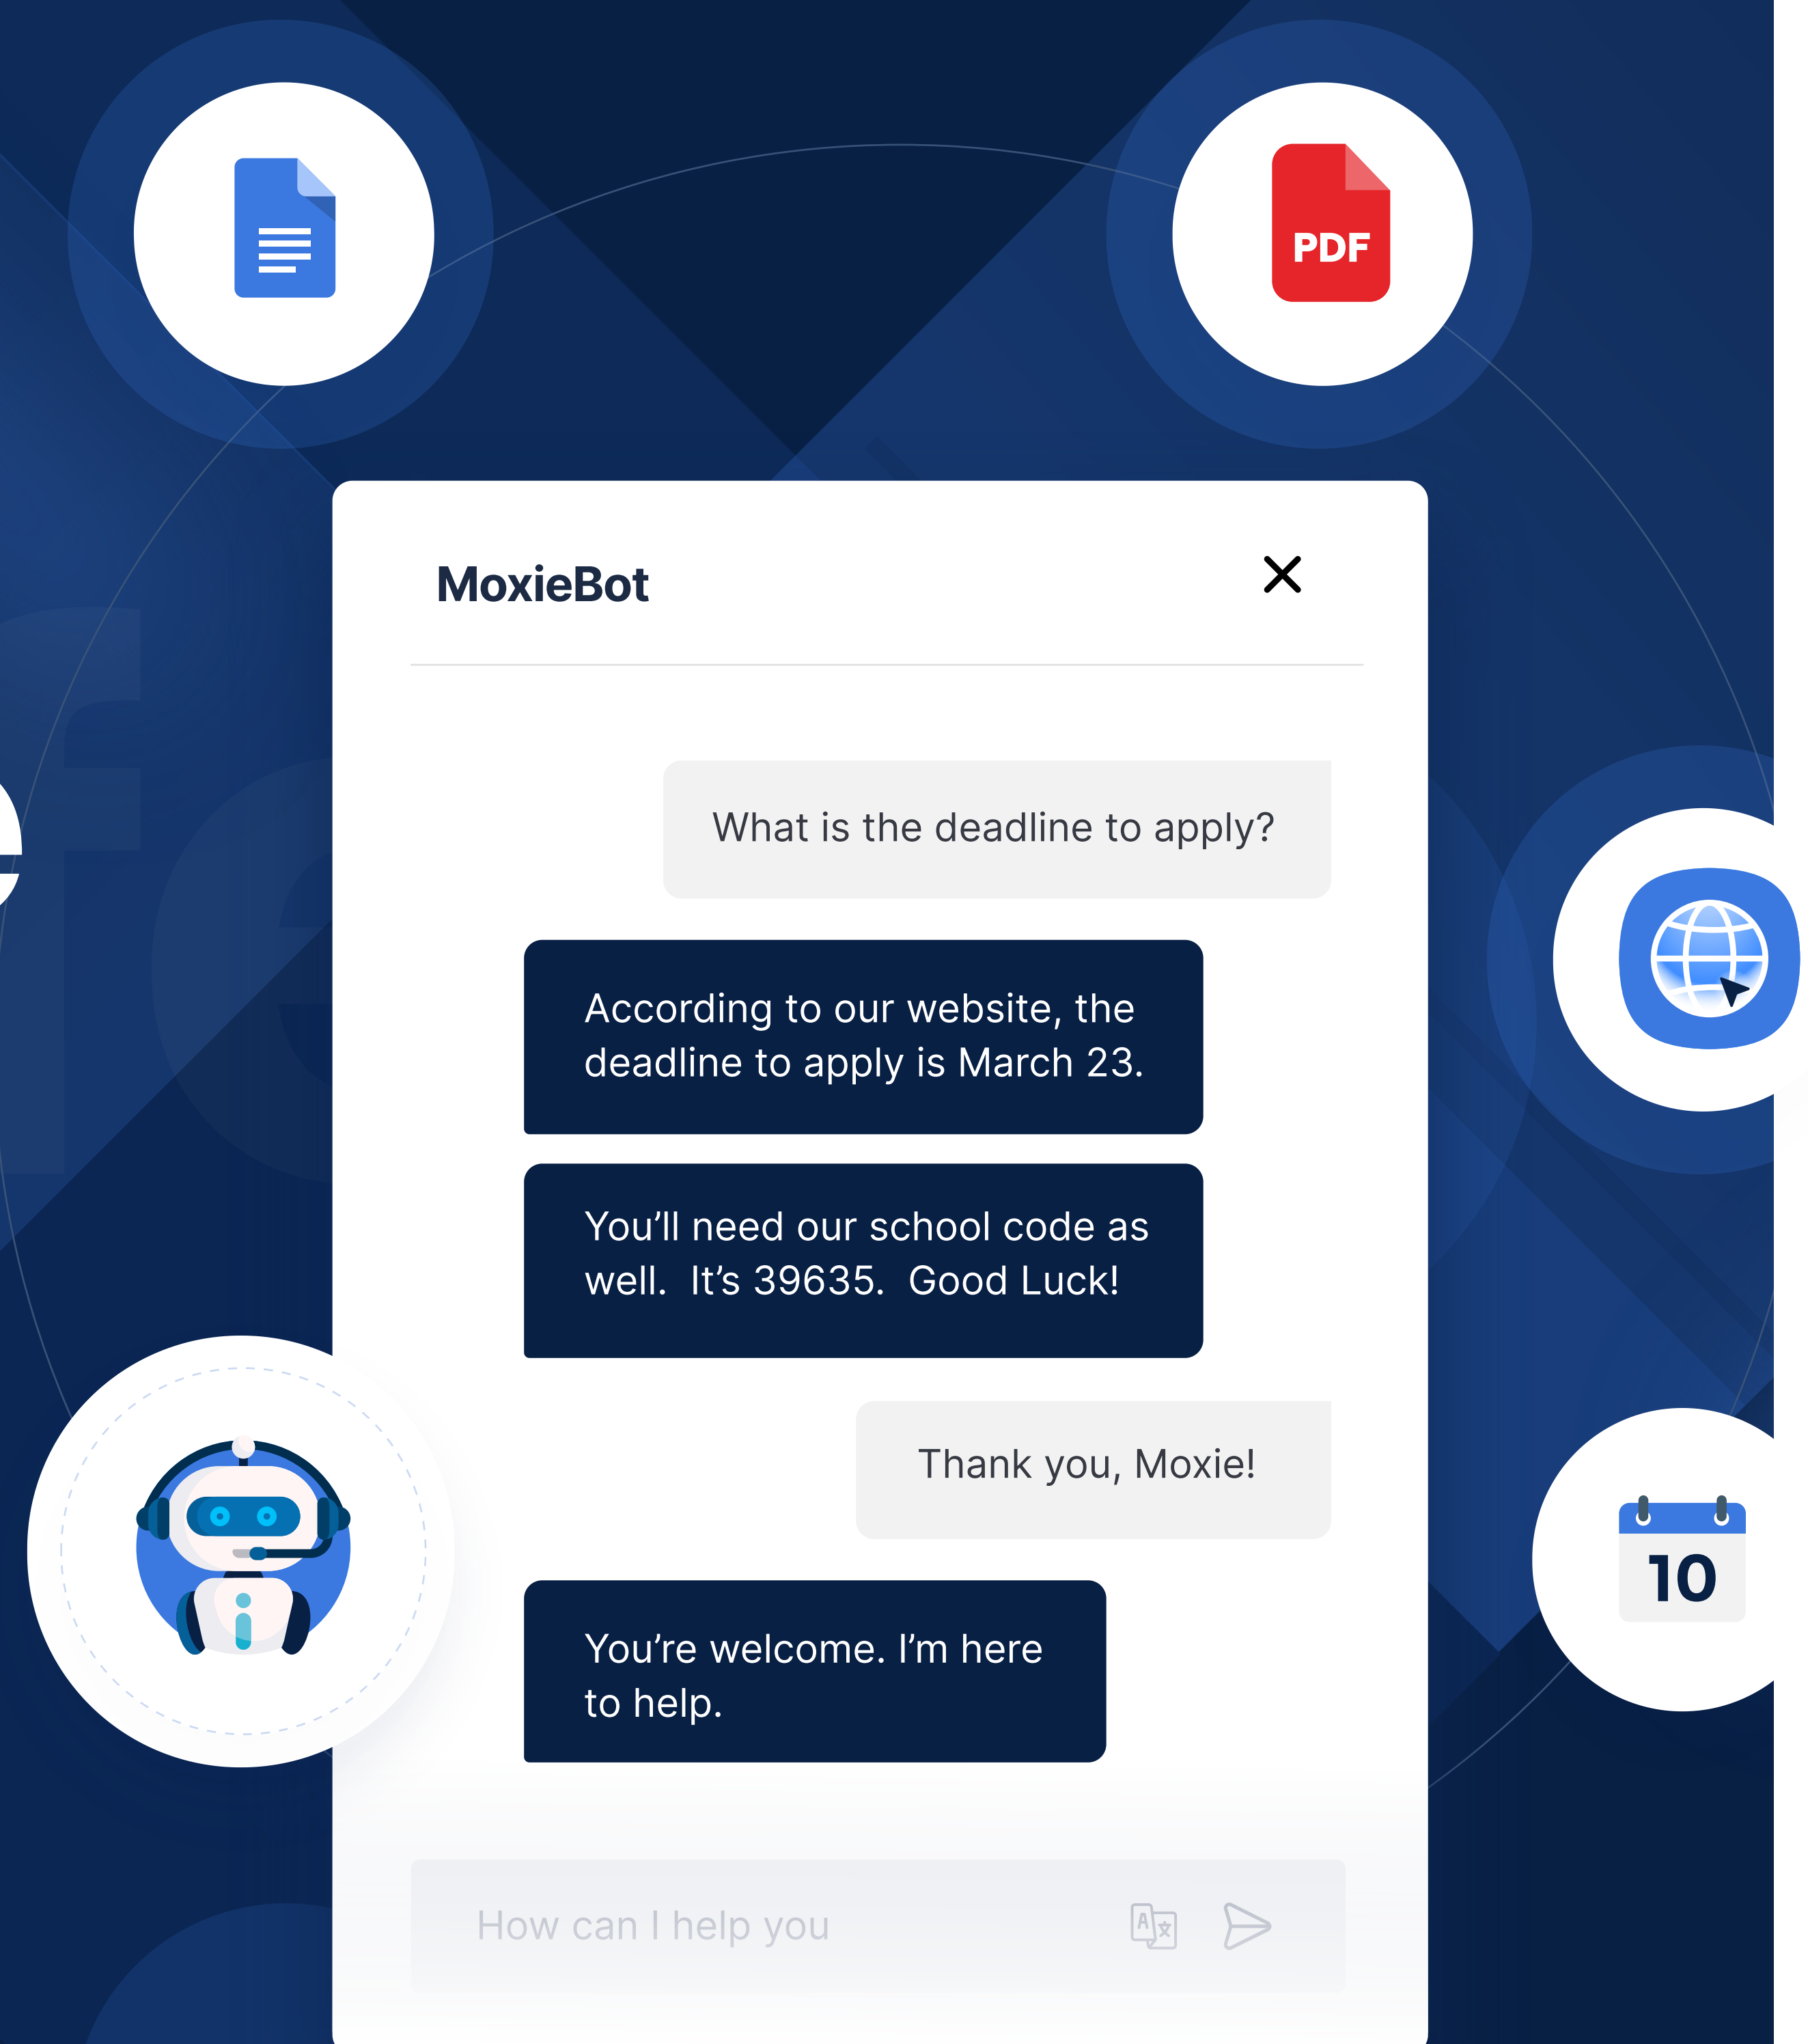 PDF
MoxieBot
What is the deadline to apply?
According to our website, the
deadline to apply is March 23.
You’ll need our school code as
well.  It’s 39635.  Good Luck!
Thank you, Moxie!
10
You’re welcome. I’m here
to help.
How can I help you